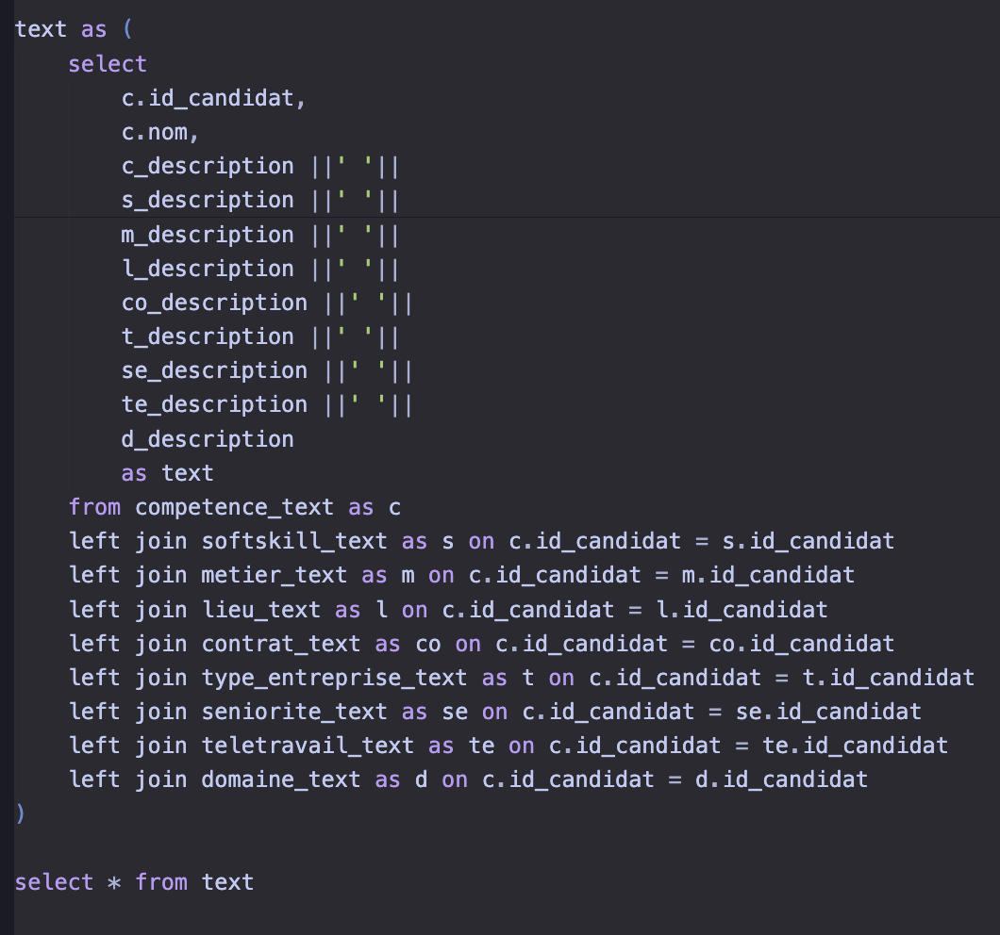 text as (
    select
        c.id_candidat,
        c.nom,
        c_description ||' '||
        s_description ||' '||
        m_description ||' '||
        l_description ||' '||
        co_description ||' '||
        t_description ||' '||
        se_description ||' '||
        te_description ||' '||
        d_description
        as text
    from competence_text as c
    left join softskill_text as s on c.id_candidat = s.id_candidat
    left join metier_text as m on c.id_candidat = m.id_candidat
    left join lieu_text as l on c.id_candidat = l.id_candidat
    left join contrat_text as co on c.id_candidat = co.id_candidat
    left join type_entreprise_text as t on c.id_candidat = t.id_candidat
    left join seniorite_text as se on c.id_candidat = se.id_candidat
    left join teletravail_text as te on c.id_candidat = te.id_candidat
    left join domaine_text as d on c.id_candidat = d.id_candidat
)
select * from text